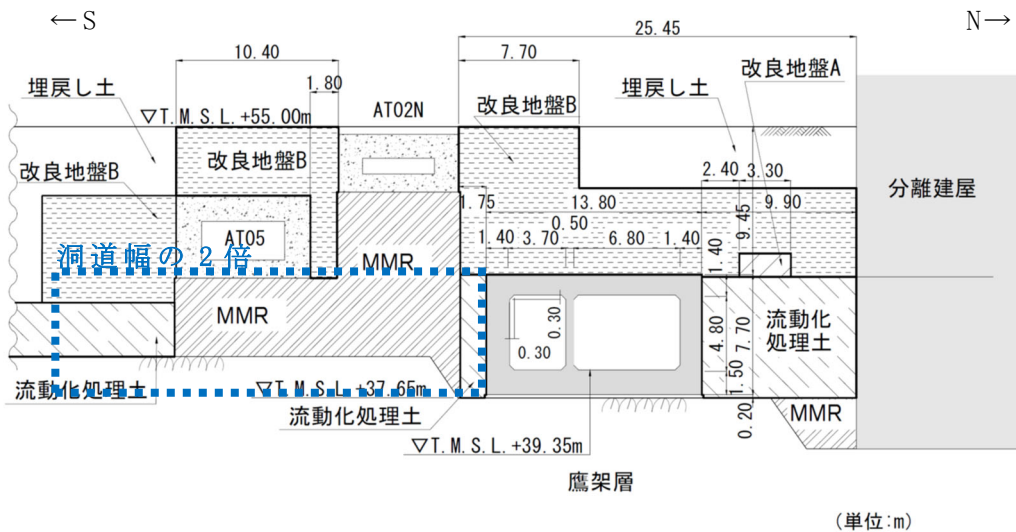 ←S
N→
25.45
10.40
7.70
改良地盤A
1.80
埋戻し土
埋戻し土
AT02N
改良地盤B
▽T.M.S.L.+55.00m
改良地盤B
改良地盤B
2.40
3.30
分離建屋
1.75
13.80
9.90
9.45
0.50
AT05
洞道幅の2倍
1.40
3.70
6.80
1.40
1.40
MMR
MMR
0.30
0.30
4.80
7.70
流動化
処理土
1.50
流動化処理土
▽T.M.S.L.+37.65m
0.20
MMR
流動化処理土
▽T.M.S.L.+39.35m
鷹架層
(単位:m)